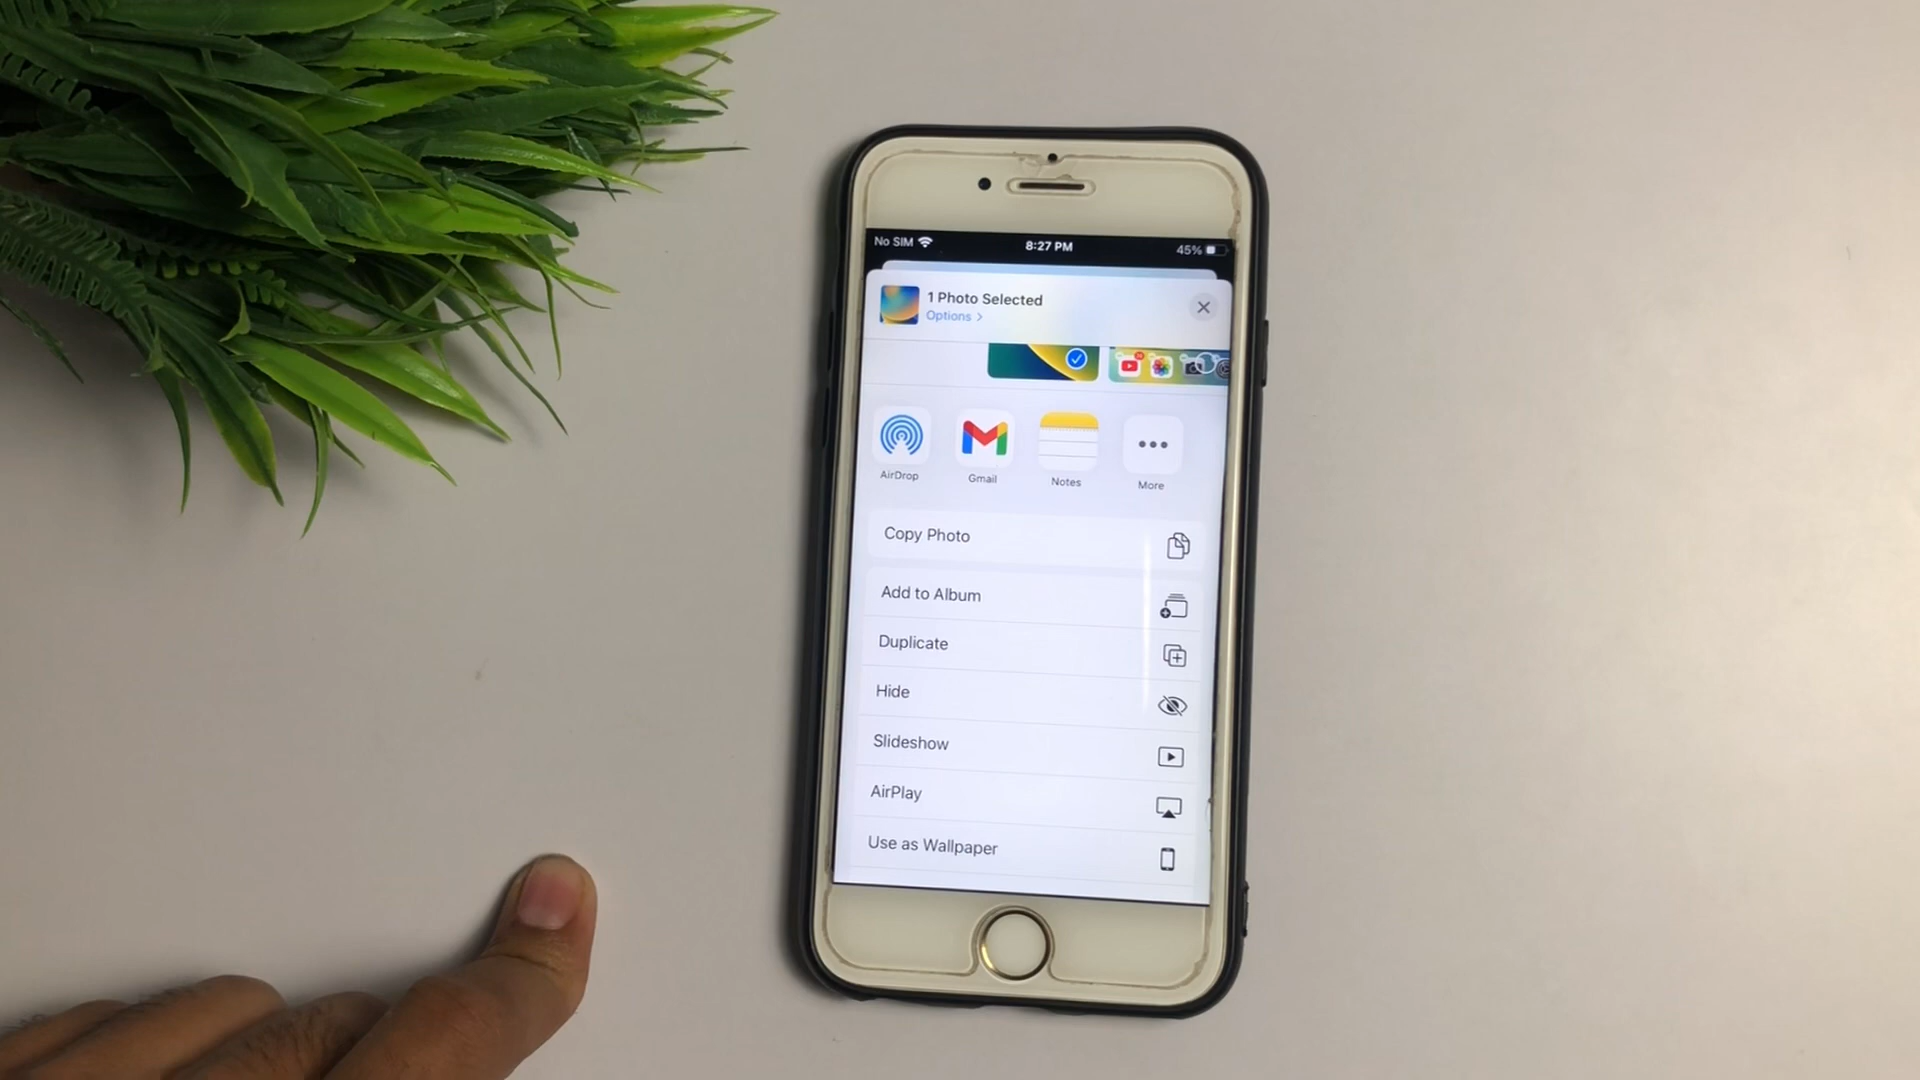 No SIM 8:27 PM 45%
1 Photo Selected
Options >
AirDrop Gmail Notes More
Copy Photo
Add to Album
Duplicate
Hide
Slideshow
AirPlay
Use as Wallpaper